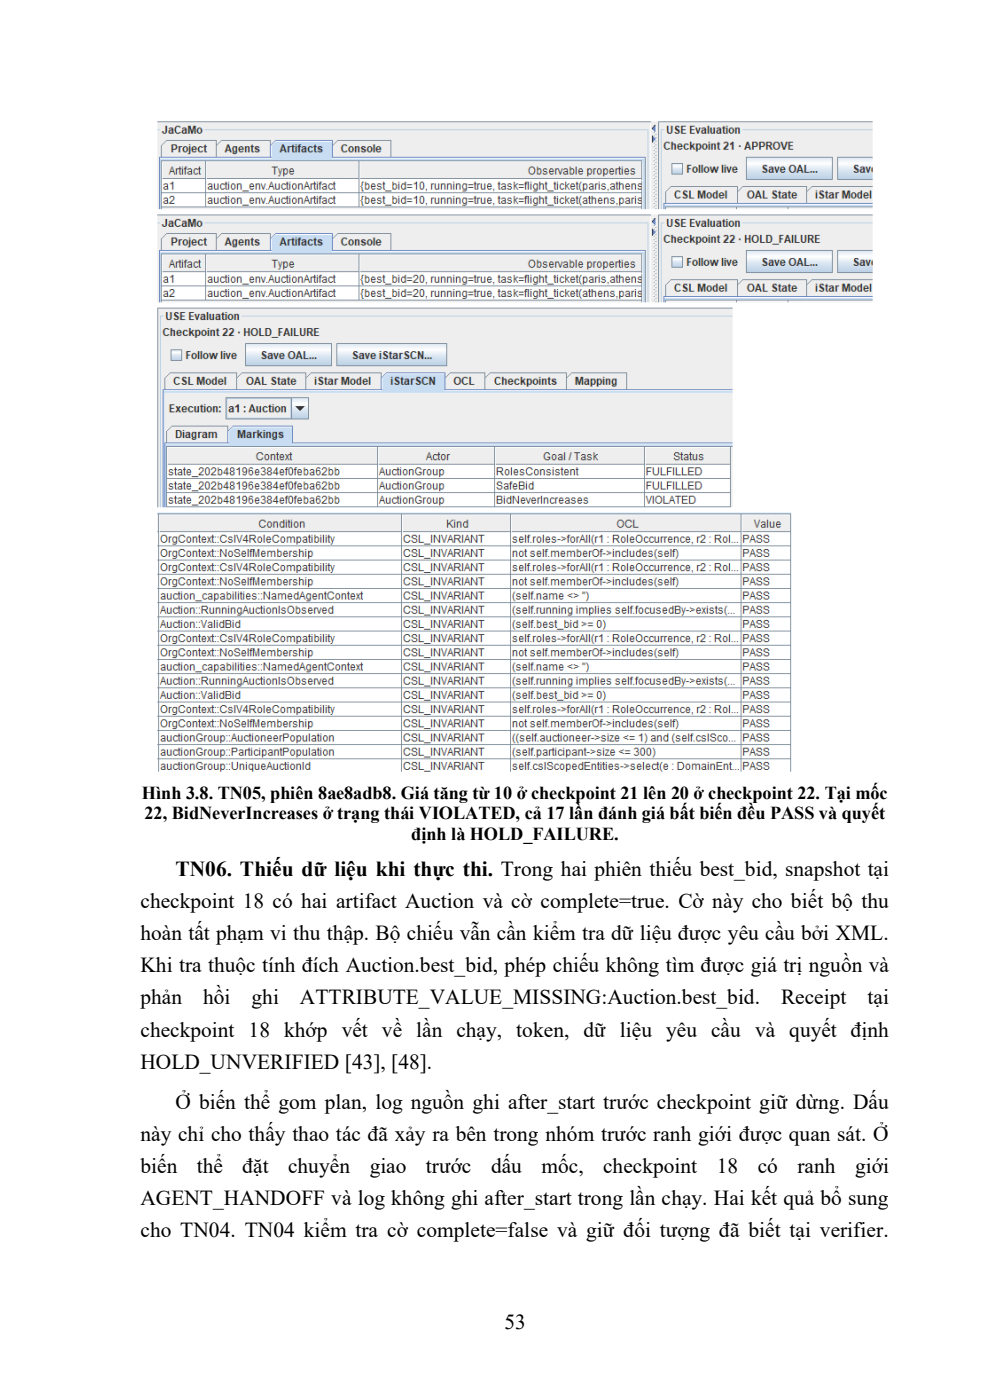 JaCaMo
Project Agents Artifacts Console
Artifact Type Observable properties
a1 auction_env.AuctionArtifact {best_bid=10, running=true, task=flight_ticket(paris,athens
a2 auction_env.AuctionArtifact {best_bid=10, running=true, task=flight_ticket(athens,paris
USE Evaluation
Checkpoint 21 · APPROVE
Follow live Save OAL... Sav
CSL Model OAL State iStar Model
JaCaMo
Project Agents Artifacts Console
Artifact Type Observable properties
a1 auction_env.AuctionArtifact {best_bid=20, running=true, task=flight_ticket(paris,athens
a2 auction_env.AuctionArtifact {best_bid=20, running=true, task=flight_ticket(athens,paris
USE Evaluation
Checkpoint 22 · HOLD_FAILURE
Follow live Save OAL... Sav
CSL Model OAL State iStar Model
USE Evaluation
Checkpoint 22 · HOLD_FAILURE
Follow live Save OAL... Save iStarSCN...
CSL Model OAL State iStar Model iStarSCN OCL Checkpoints Mapping
Execution: a1 : Auction
Diagram Markings
Context Actor Goal / Task Status
state_202b48196e384ef0feba62bb AuctionGroup RolesConsistent FULFILLED
state_202b48196e384ef0feba62bb AuctionGroup SafeBid FULFILLED
state_202b48196e384ef0feba62bb AuctionGroup BidNeverIncreases VIOLATED
Condition Kind OCL Value
OrgContext::CslV4RoleCompatibility CSL_INVARIANT self.roles->forAll(r1 : RoleOccurrence, r2 : Rol... PASS
OrgContext::NoSelfMembership CSL_INVARIANT not self.memberOf->includes(self) PASS
OrgContext::CslV4RoleCompatibility CSL_INVARIANT self.roles->forAll(r1 : RoleOccurrence, r2 : Rol... PASS
OrgContext::NoSelfMembership CSL_INVARIANT not self.memberOf->includes(self) PASS
auction_capabilities::NamedAgentContext CSL_INVARIANT (self.name <> '') PASS
Auction::RunningAuctionIsObserved CSL_INVARIANT (self.running implies self.focusedBy->exists(... PASS
Auction::ValidBid CSL_INVARIANT (self.best_bid >= 0) PASS
OrgContext::CslV4RoleCompatibility CSL_INVARIANT self.roles->forAll(r1 : RoleOccurrence, r2 : Rol... PASS
OrgContext::NoSelfMembership CSL_INVARIANT not self.memberOf->includes(self) PASS
auction_capabilities::NamedAgentContext CSL_INVARIANT (self.name <> '') PASS
Auction::RunningAuctionIsObserved CSL_INVARIANT (self.running implies self.focusedBy->exists(... PASS
Auction::ValidBid CSL_INVARIANT (self.best_bid >= 0) PASS
OrgContext::CslV4RoleCompatibility CSL_INVARIANT self.roles->forAll(r1 : RoleOccurrence, r2 : Rol... PASS
OrgContext::NoSelfMembership CSL_INVARIANT not self.memberOf->includes(self) PASS
auctionGroup::AuctioneerPopulation CSL_INVARIANT ((self.auctioneer->size <= 1) and (self.cslSco... PASS
auctionGroup::ParticipantPopulation CSL_INVARIANT (self.participant->size <= 300) PASS
auctionGroup::UniqueAuctionId CSL_INVARIANT self.cslScopedEntities->select(e : DomainEnt... PASS
Hình 3.8. TN05, phiên 8ae8adb8. Giá tăng từ 10 ở checkpoint 21 lên 20 ở checkpoint 22. Tại mốc
22, BidNeverIncreases ở trạng thái VIOLATED, cả 17 lần đánh giá bất biến đều PASS và quyết
định là HOLD_FAILURE.
TN06. Thiếu dữ liệu khi thực thi. Trong hai phiên thiếu best_bid, snapshot tại
checkpoint 18 có hai artifact Auction và cờ complete=true. Cờ này cho biết bộ thu
hoàn tất phạm vi thu thập. Bộ chiếu vẫn cần kiểm tra dữ liệu được yêu cầu bởi XML.
Khi tra thuộc tính đích Auction.best_bid, phép chiếu không tìm được giá trị nguồn và
phản hồi ghi ATTRIBUTE_VALUE_MISSING:Auction.best_bid. Receipt tại
checkpoint 18 khớp vết về lần chạy, token, dữ liệu yêu cầu và quyết định
HOLD_UNVERIFIED [43], [48].
Ở biến thể gom plan, log nguồn ghi after_start trước checkpoint giữ dừng. Dấu
này chỉ cho thấy thao tác đã xảy ra bên trong nhóm trước ranh giới được quan sát. Ở
biến thể đặt chuyển giao trước dấu mốc, checkpoint 18 có ranh giới
AGENT_HANDOFF và log không ghi after_start trong lần chạy. Hai kết quả bổ sung
cho TN04. TN04 kiểm tra cờ complete=false và giữ đối tượng đã biết tại verifier.
53